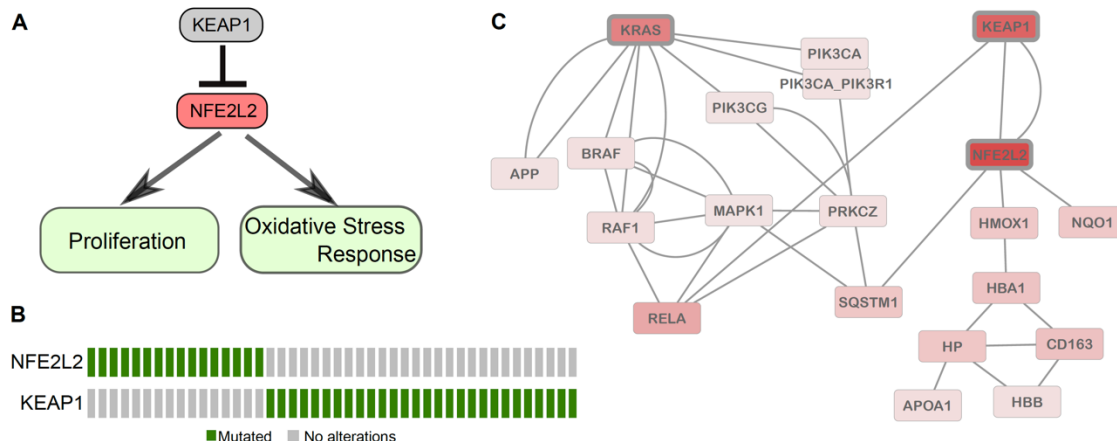 A
KEAP1
NFE2L2
Proliferation
Oxidative Stress
Response
B
NFE2L2
KEAP1
Mutated No alterations
C
KRAS
KEAP1
PIK3CA
PIK3CA_PIK3R1
PIK3CG
BRAF
NFE2L2
APP
MAPK1
PRKCZ
RAF1
HMOX1
NQO1
HBA1
SQSTM1
RELA
HP
CD163
APOA1
HBB